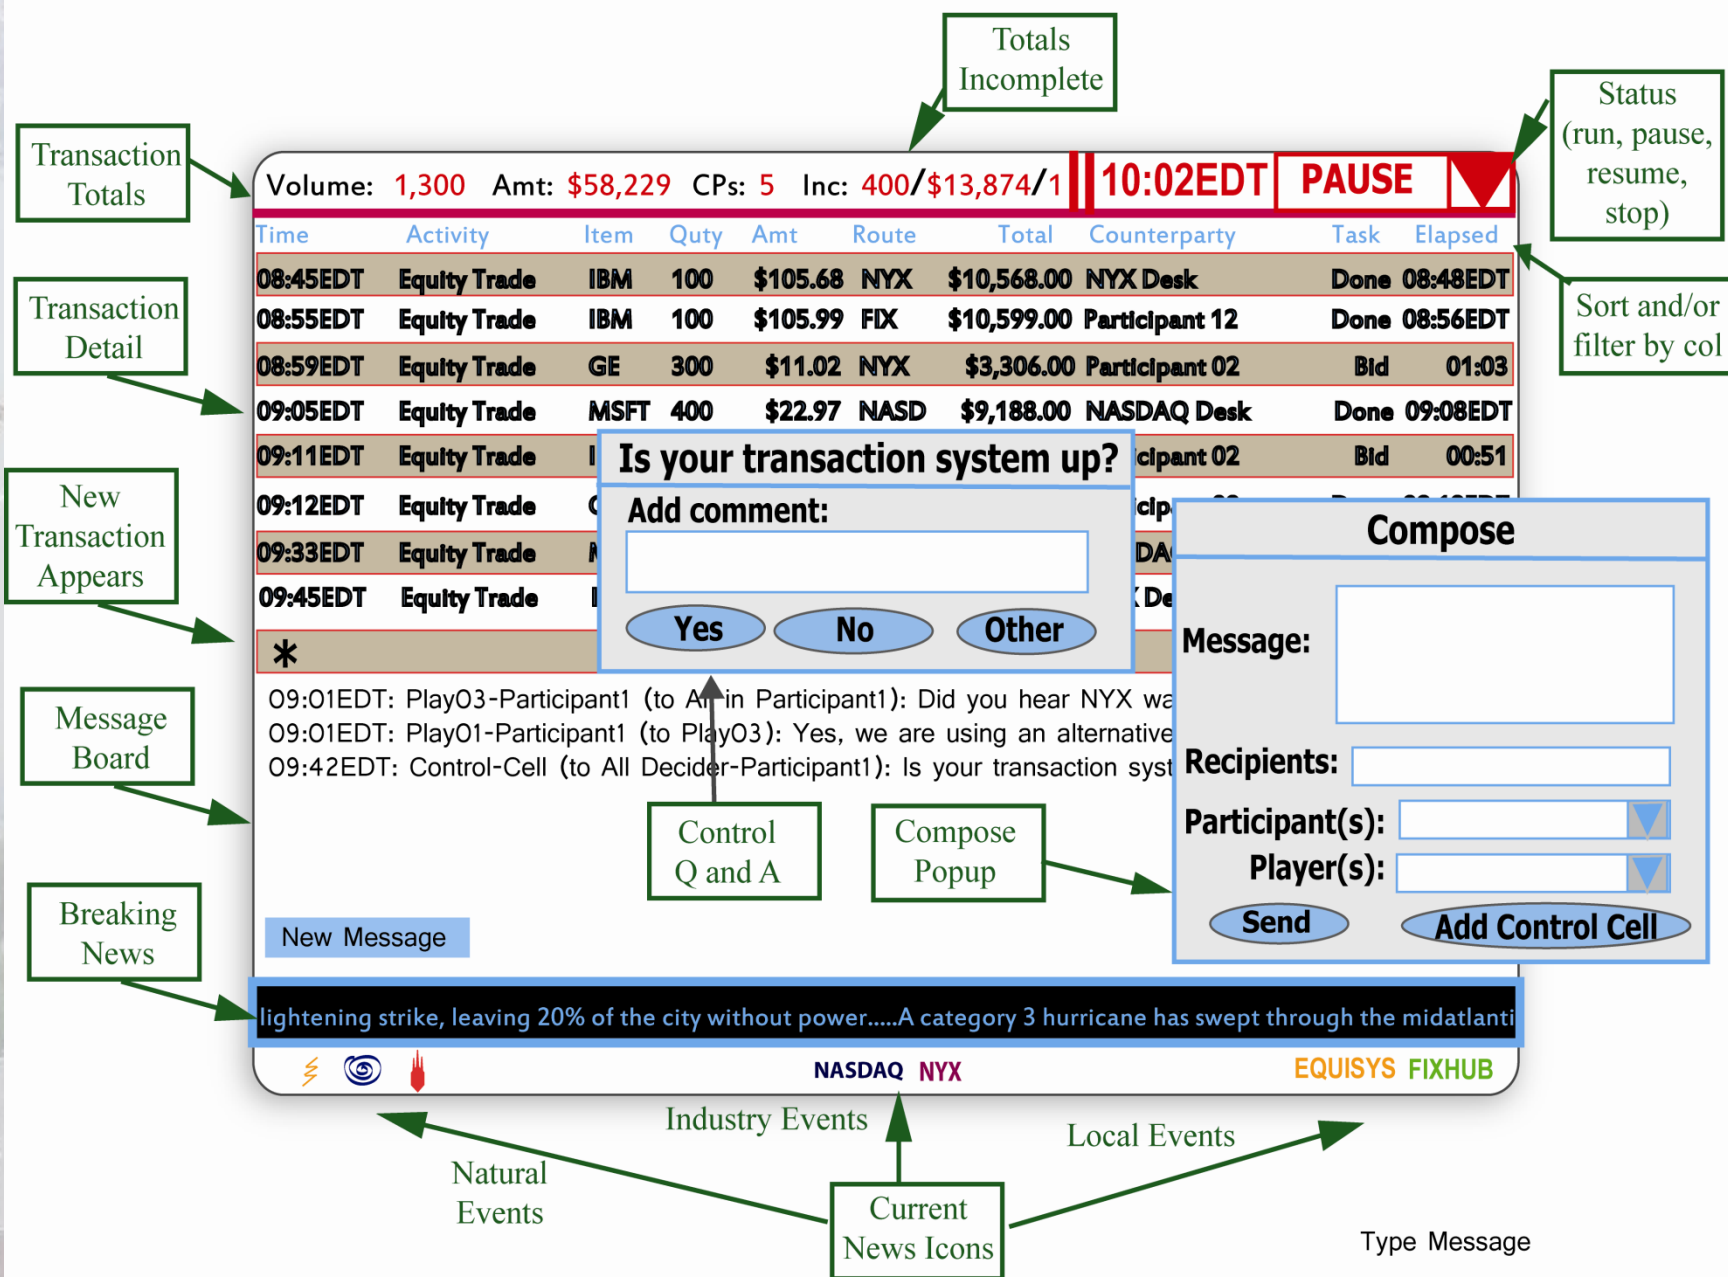 Totals
Incomplete
Status
(run, pause,
resume,
stop)
Transaction
Totals
Volume: 1,300 Amt: $58,229 CPs: 5 Inc: 400/$13,874/1 10:02EDT PAUSE
Time Activity Item Quty Amt Route Total Counterparty Task Elapsed
08:45EDT Equity Trade IBM 100 $105.68 NYX $10,568.00 NYX Desk Done 08:48EDT
08:55EDT Equity Trade IBM 100 $105.99 FIX $10,599.00 Participant 12 Done 08:56EDT
08:59EDT Equity Trade GE 300 $11.02 NYX $3,306.00 Participant 02 Bid 01:03
09:05EDT Equity Trade MSFT 400 $22.97 NASD $9,188.00 NASDAQ Desk Done 09:08EDT
09:11EDT Equity Trade cipant 02 Bid 00:51
09:12EDT Equity Trade
09:33EDT Equity Trade
09:45EDT Equity Trade
*
Sort and/or
filter by col
Transaction
Detail
New
Transaction
Appears
Is your transaction system up?
Add comment:
Yes No Other
Compose
Message:
Recipients:
Participant(s):
Player(s):
Send Add Control Cell
09:01EDT: Play03-Participant1 (to All in Participant1): Did you hear NYX wa
09:01EDT: Play01-Participant1 (to Play03): Yes, we are using an alternative
09:42EDT: Control-Cell (to All Decider-Participant1): Is your transaction syst
Message
Board
Control
Q and A
Compose
Popup
Breaking
News
New Message
lightening strike, leaving 20% of the city without power.....A category 3 hurricane has swept through the midatlanti
NASDAQ NYX
EQUISYS FIXHUB
Industry Events
Local Events
Natural
Events
Current
News Icons
Type Message